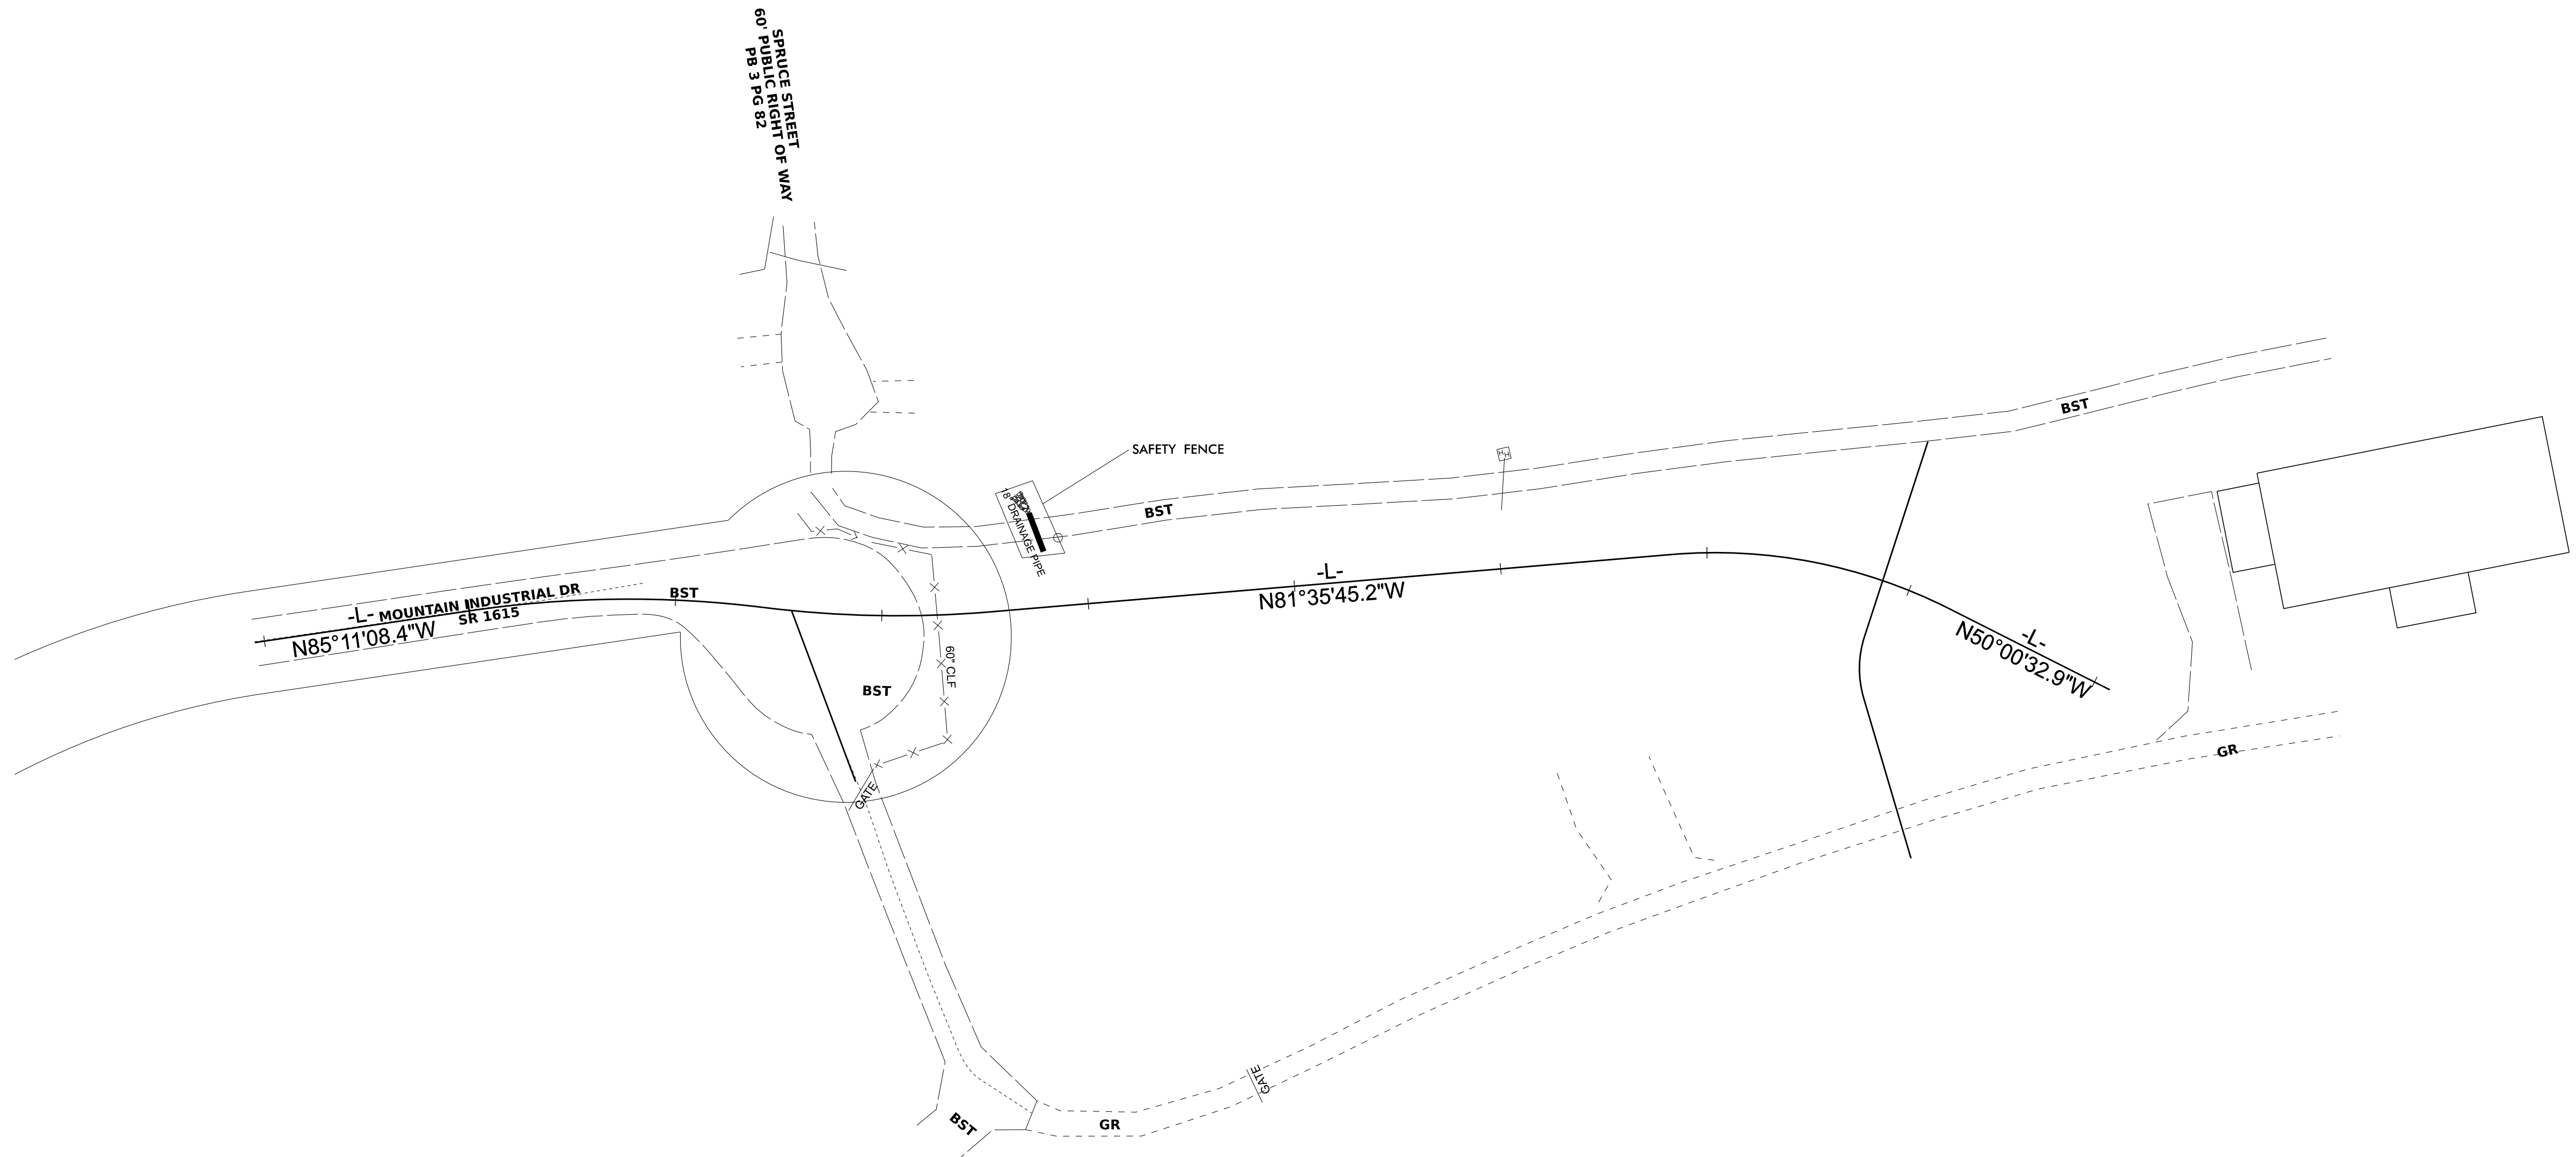 SPRUCE STREET
60' PUBLIC RIGHT OF WAY
PB 3 PG 82
SAFETY FENCE
18" DRAINAGE PIPE
BST
BST
HH
-L- MOUNTAIN INDUSTRIAL DR
SR 1615
N85°11'08.4"W
BST
-L-
N81°35'45.2"W
-L-
N50°00'32.9"W
60" CLF
BST
GATE
GR
GATE
GR
BST